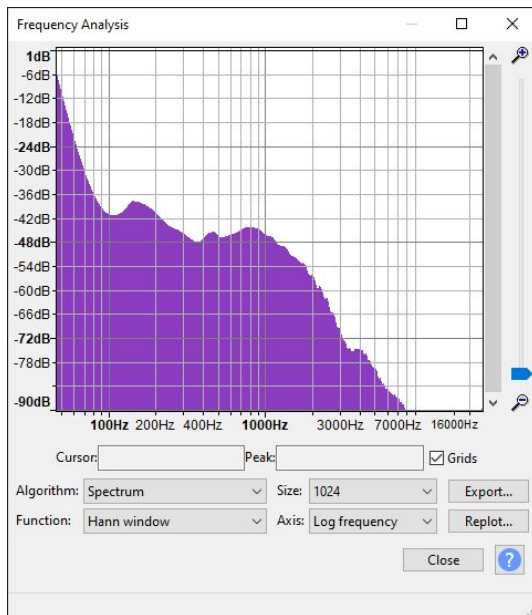 Frequency Analysis
1dB
-6dB
-12dB
-18dB
-24dB
-30dB
-36dB
-42dB
-48dB
-54dB
-60dB
-66dB
-72dB
-78dB
-90dB
100Hz 200Hz 400Hz 1000Hz 3000Hz 7000Hz 16000Hz
Cursor: Peak: Grids
Algorithm: Spectrum Size: 1024 Export...
Function: Hann window Axis: Log frequency Replot...
Close ?